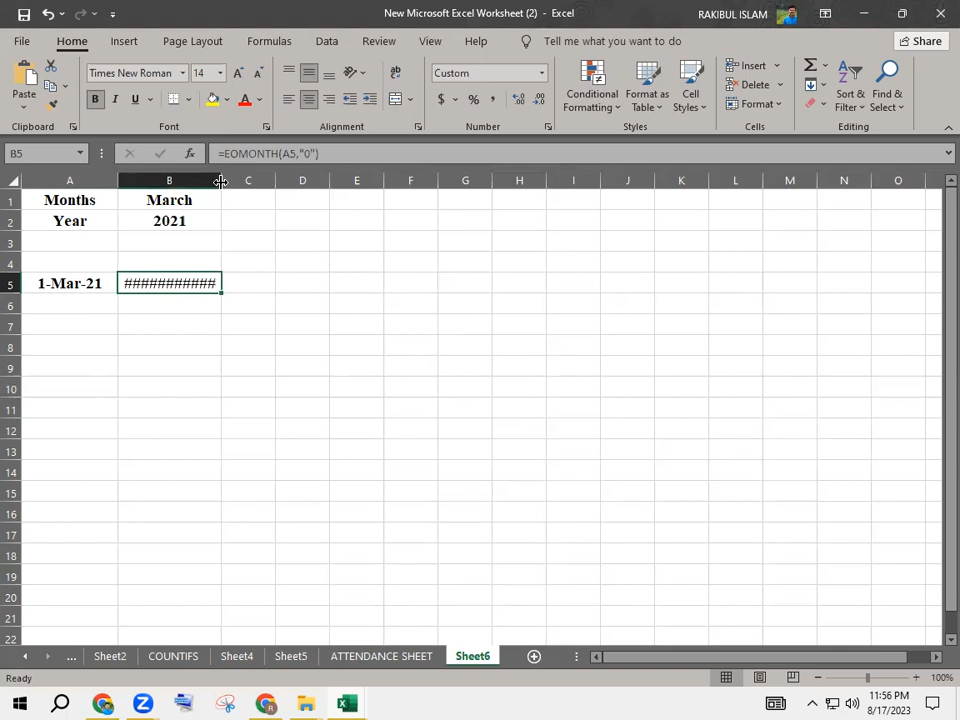 New Microsoft Excel Worksheet (2) - Excel
RAKIBUL ISLAM
File Home Insert Page Layout Formulas Data Review View Help Tell me what you want to do Share
Paste
Times New Roman 14
B I U
Custom
$ % ,
Conditional Formatting
Format as Table
Cell Styles
Insert
Delete
Format
Sort & Filter
Find & Select
Clipboard Font Alignment Number Styles Cells Editing
B5 fx =EOMONTH(A5,"0")
A B C D E F G H I J K L M N O
1 Months March
2 Year 2021
3
4
5 1-Mar-21 ###########
6
7
8
9
10
11
12
13
14
15
16
17
18
19
20
21
22
... Sheet2 COUNTIFS Sheet4 Sheet5 ATTENDANCE SHEET Sheet6
Ready 100%
11:56 PM
8/17/2023